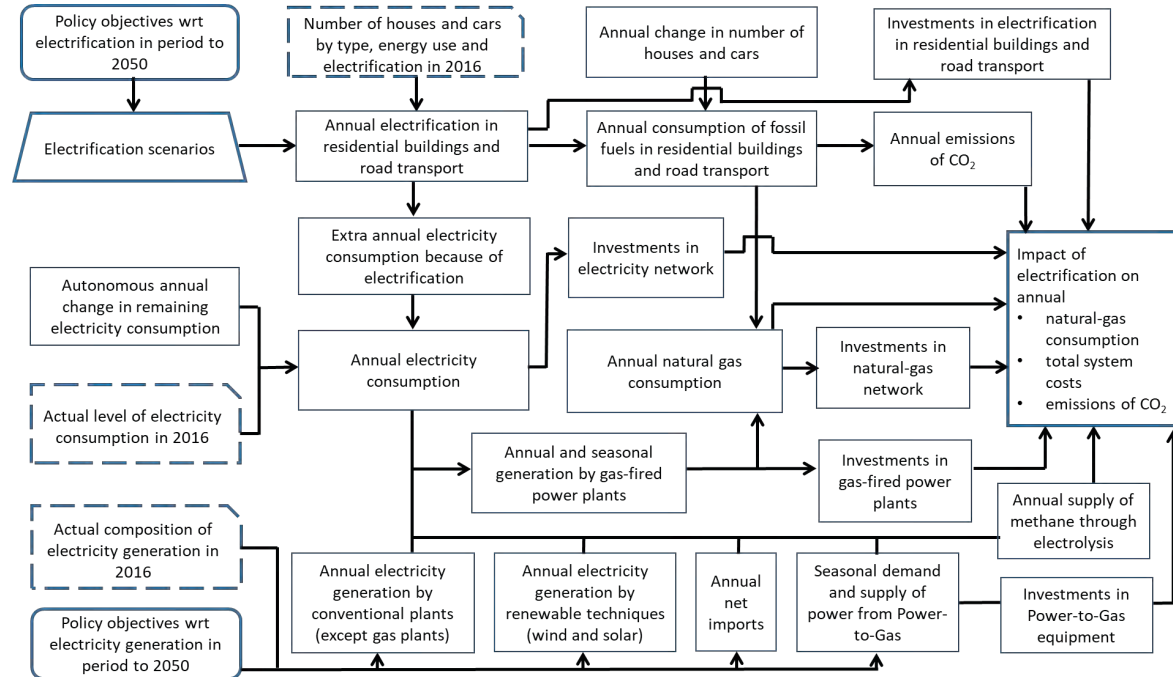 Policy objectives wrt
electrification in period to
2050
Number of houses and cars
by type, energy use and
electrification in 2016
Annual change in number of
houses and cars
Investments in electrification
in residential buildings and
road transport
Electrification scenarios
Annual electrification in
residential buildings and
road transport
Annual consumption of fossil
fuels in residential buildings
and road transport
Annual emissions
of CO₂
Extra annual electricity
consumption because of
electrification
Investments in
electricity network
Impact of
electrification on
annual
• natural-gas
consumption
• total system
costs
• emissions of CO₂
Autonomous annual
change in remaining
electricity consumption
Annual electricity
consumption
Annual natural gas
consumption
Investments in
natural-gas
network
Actual level of electricity
consumption in 2016
Annual and seasonal
generation by gas-fired
power plants
Investments in
gas-fired power
plants
Annual supply of
methane through
electrolysis
Actual composition of
electricity generation in
2016
Annual electricity
generation by
conventional plants
(except gas plants)
Annual electricity
generation by
renewable techniques
(wind and solar)
Annual
net
imports
Seasonal demand
and supply of
power from Power-
to-Gas
Investments in
Power-to-Gas
equipment
Policy objectives wrt
electricity generation in
period to 2050